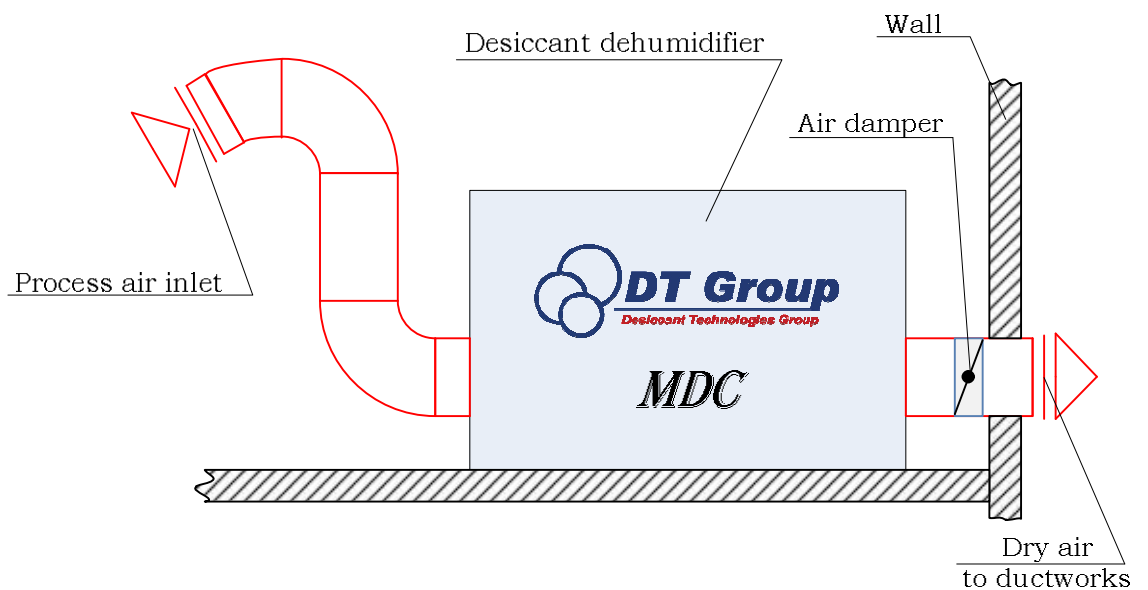 Wall
Desiccant dehumidifier
Air damper
Process air inlet
DT Group
Desiccant Technologies Group
MDC
Dry air
to ductworks